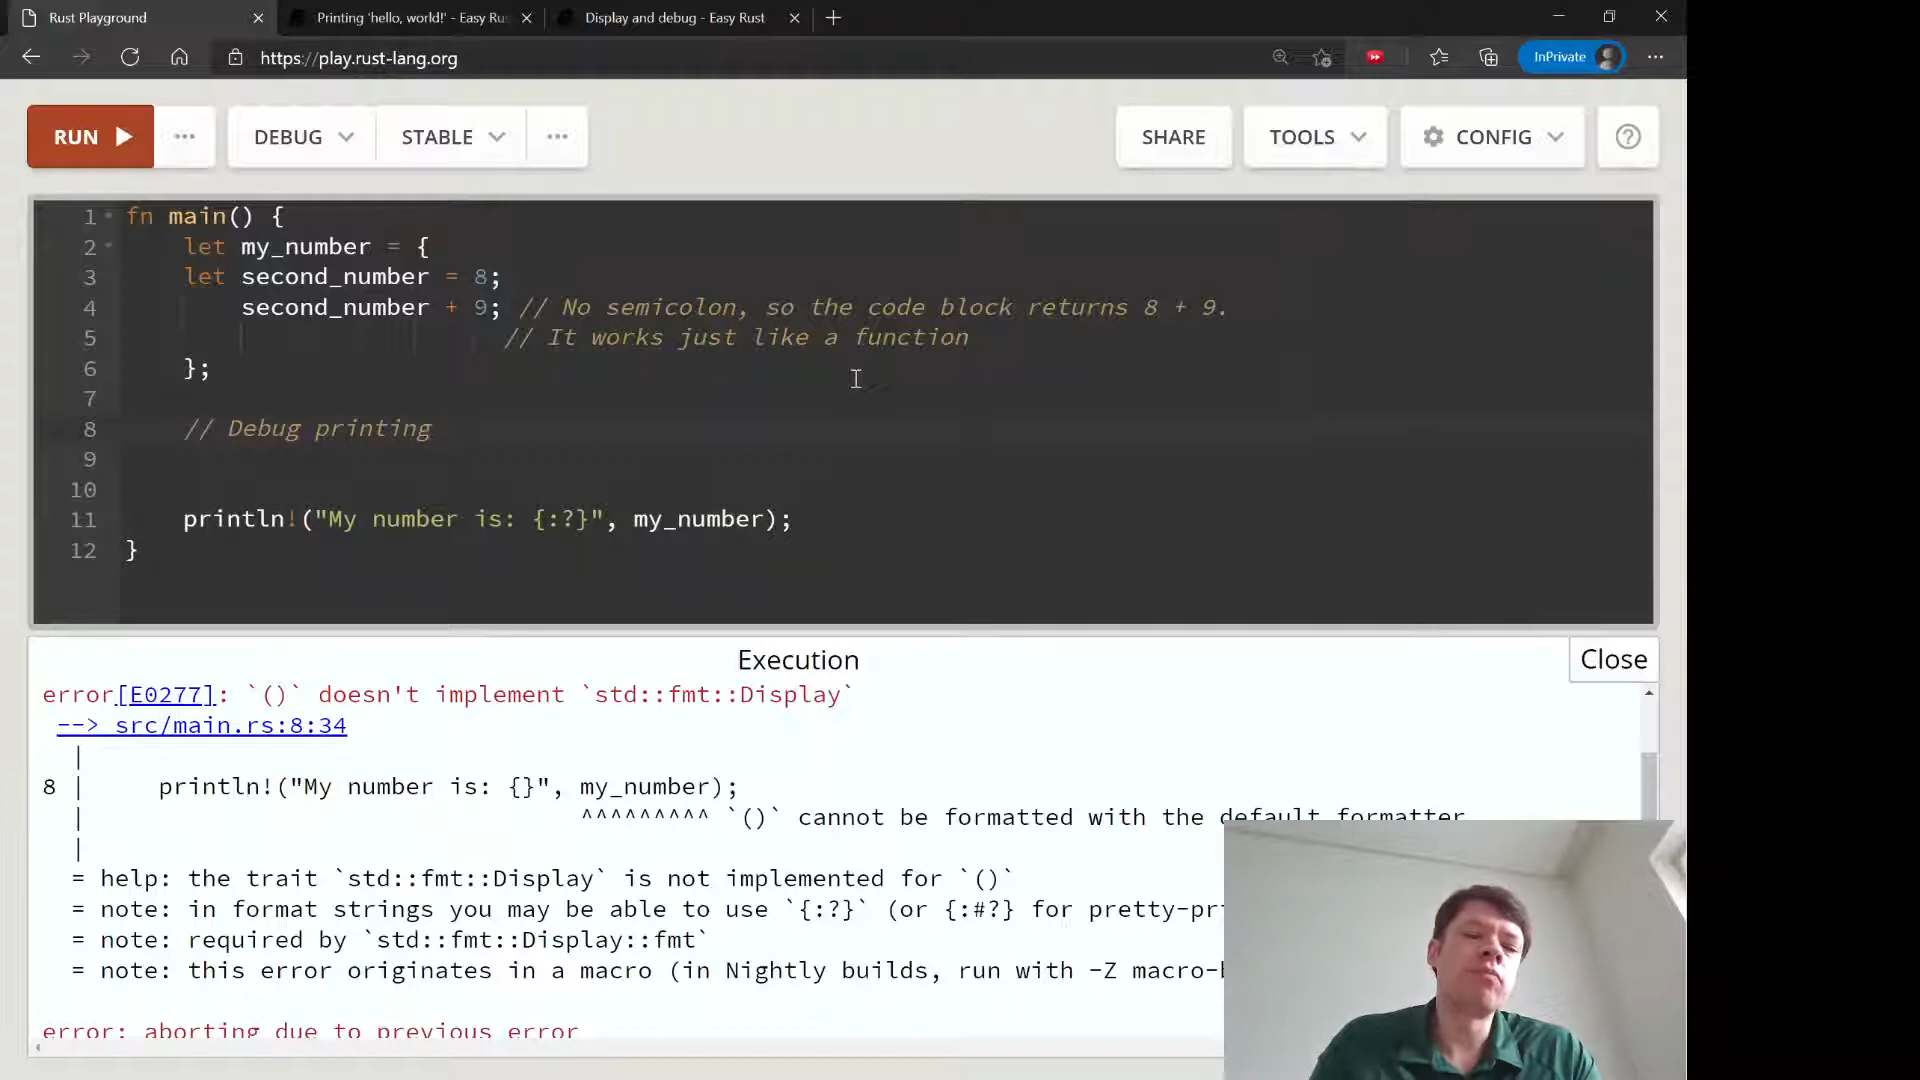 Rust Playground
Printing 'hello, world!' - Easy Ru
Display and debug - Easy Rust
https://play.rust-lang.org
InPrivate
RUN
DEBUG
STABLE
SHARE
TOOLS
CONFIG
1 fn main() {
2 let my_number = {
3 let second_number = 8;
4 second_number + 9; // No semicolon, so the code block returns 8 + 9.
5 // It works just like a function
6 };
7
8 // Debug printing
9
10
11 println!("My number is: {:?}", my_number);
12 }
Execution
Close
error[E0277]: `()` doesn't implement `std::fmt::Display`
--> src/main.rs:8:34
|
8 | println!("My number is: {}", my_number);
| ^^^^^^^^^ `()` cannot be formatted with the default formatter
|
= help: the trait `std::fmt::Display` is not implemented for `()`
= note: in format strings you may be able to use `{:?}` (or {:#?} for pretty-pri
= note: required by `std::fmt::Display::fmt`
= note: this error originates in a macro (in Nightly builds, run with -Z macro-b
error: aborting due to previous error